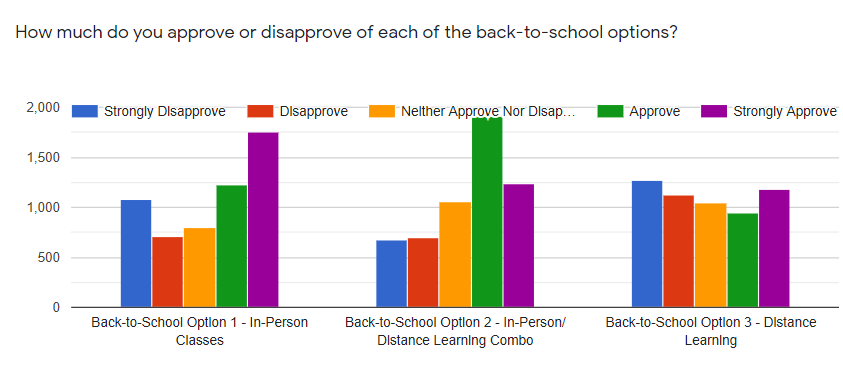 How much do you approve or disapprove of each of the back-to-school options?
2,000
Strongly Disapprove
Disapprove
Neither Approve Nor Disap...
Approve
Strongly Approve
1,500
1,000
500
0
Back-to-School Option 1 - In-Person
Classes
Back-to-School Option 2 - In-Person/
Distance Learning Combo
Back-to-School Option 3 - Distance
Learning